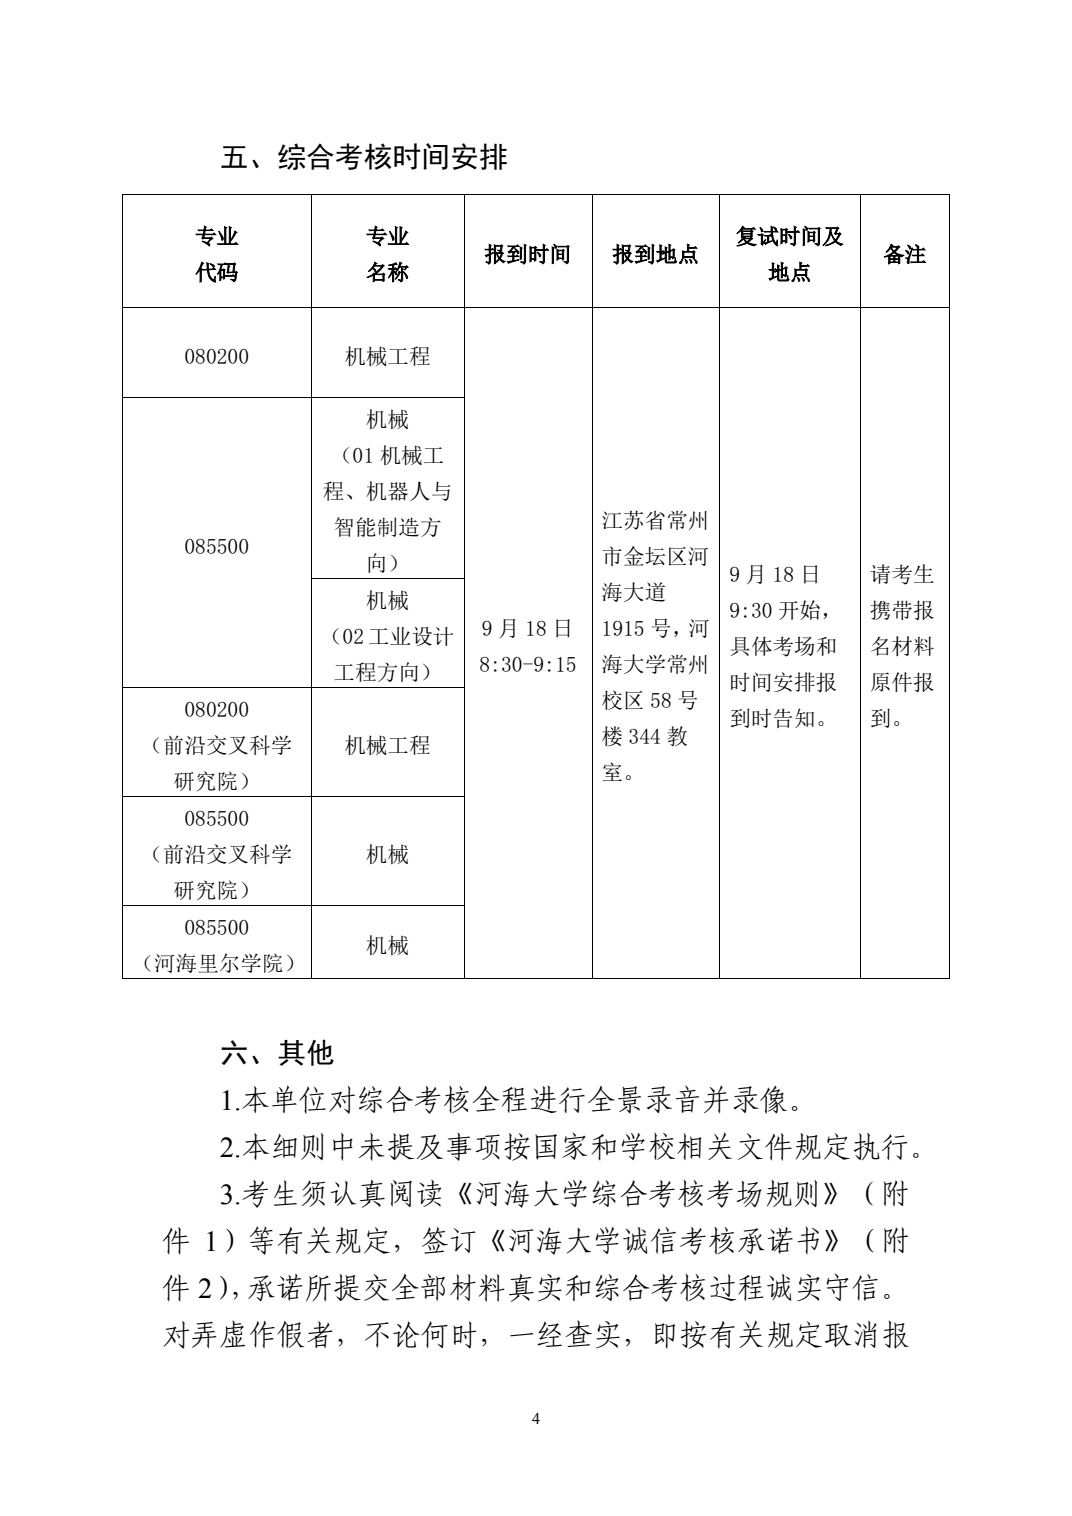 五、综合考核时间安排
专业
代码
专业
名称
报到时间
报到地点
复试时间及
地点
备注
080200
机械工程
085500
机械
（01 机械工
程、机器人与
智能制造方
向）
机械
（02 工业设计
工程方向）
080200
（前沿交叉科学
研究院）
机械工程
085500
（前沿交叉科学
研究院）
机械
085500
（河海里尔学院）
机械
9 月 18 日
8:30-9:15
江苏省常州
市金坛区河
海大道
1915 号，河
海大学常州
校区 58 号
楼 344 教
室。
9 月 18 日
9:30 开始，
具体考场和
时间安排报
到时告知。
请考生
携带报
名材料
原件报
到。
六、其他
1.本单位对综合考核全程进行全景录音并录像。
2.本细则中未提及事项按国家和学校相关文件规定执行。
3.考生须认真阅读《河海大学综合考核考场规则》（附
件 1）等有关规定，签订《河海大学诚信考核承诺书》（附
件 2），承诺所提交全部材料真实和综合考核过程诚实守信。
对弄虚作假者，不论何时，一经查实，即按有关规定取消报
4